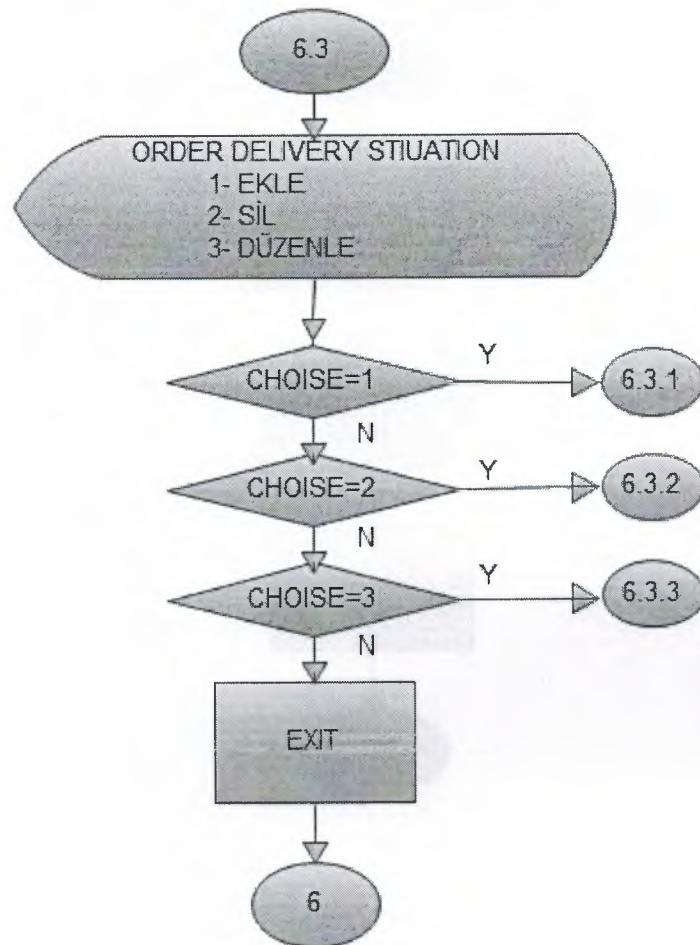 6.3
ORDER DELIVERY STIUATION
1- EKLE
2- SİL
3- DÜZENLE
CHOISE=1
Y
6.3.1
N
CHOISE=2
Y
6.3.2
N
CHOISE=3
Y
6.3.3
N
EXIT
6